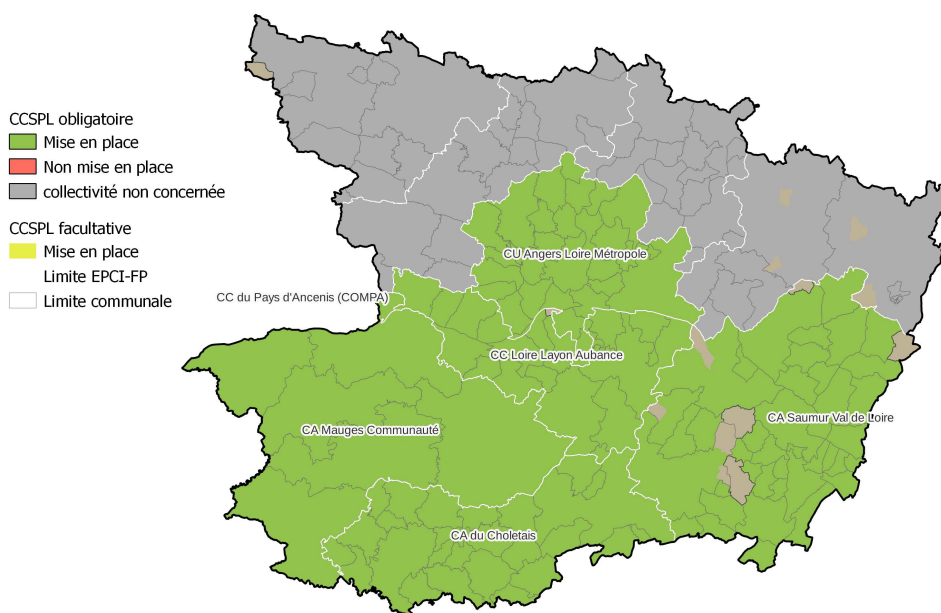 CCSPL obligatoire
Mise en place
Non mise en place
collectivité non concernée
CCSPL facultative
Mise en place
Limite EPCI-FP
Limite communale
CU Angers Loire Métropole
CC du Pays d'Ancenis (COMPA)
CC Loire Layon Aubance
CA Saumur Val de Loire
CA Mauges Communauté
CA du Choletais